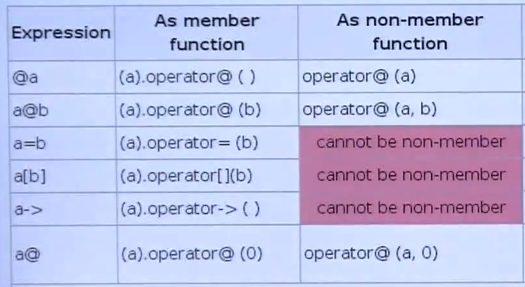 Expression As member function As non-member function
@a (a).operator@ ( ) operator@ (a)
a@b (a).operator@ (b) operator@ (a, b)
a=b (a).operator= (b) cannot be non-member
a[b] (a).operator[](b) cannot be non-member
a-> (a).operator-> ( ) cannot be non-member
a@ (a).operator@ (0) operator@ (a, 0)